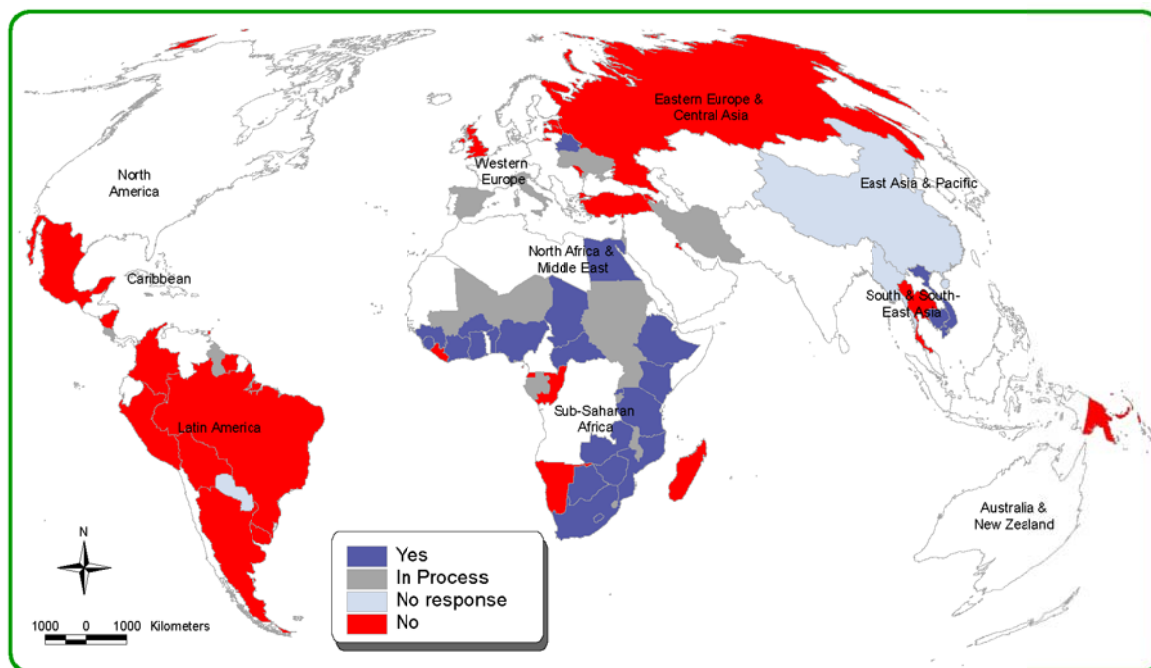 Eastern Europe &
Central Asia
Western
Europe
North
America
East Asia & Pacific
North Africa &
Middle East
Caribbean
South & South-
East Asia
Sub-Saharan
Africa
Latin America
Australia &
New Zealand
N
1000 0 1000 Kilometers
Yes
In Process
No response
No